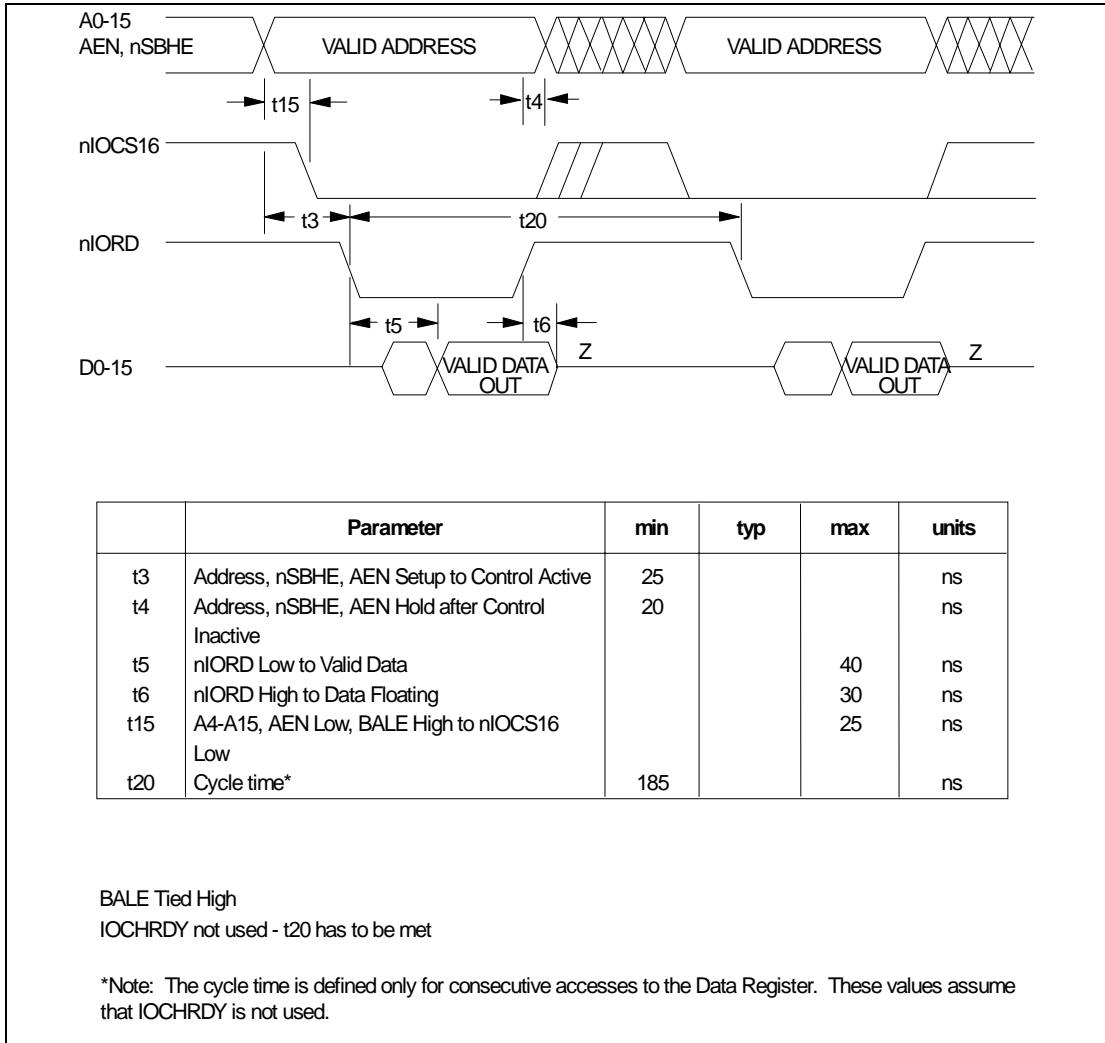 A0-15
AEN, nSBHE
VALID ADDRESS
VALID ADDRESS
t15
t4
nIOCS16
t3
t20
nIORD
t5
t6
Z
Z
D0-15
VALID DATA
OUT
VALID DATA
OUT
Parameter min typ max units
t3 Address, nSBHE, AEN Setup to Control Active 25 ns
t4 Address, nSBHE, AEN Hold after Control 20 ns
Inactive
t5 nIORD Low to Valid Data 40 ns
t6 nIORD High to Data Floating 30 ns
t15 A4-A15, AEN Low, BALE High to nIOCS16 25 ns
Low
t20 Cycle time* 185 ns
BALE Tied High
IOCHRDY not used - t20 has to be met
*Note: The cycle time is defined only for consecutive accesses to the Data Register. These values assume
that IOCHRDY is not used.